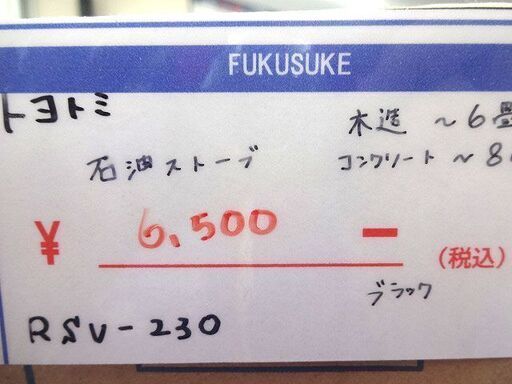 FUKUSUKE
トヨトミ
木造 ～6畳
石油ストーブ
コンクリート ～8
¥ 6,500 ー
(税込)
ブラック
RSV-230